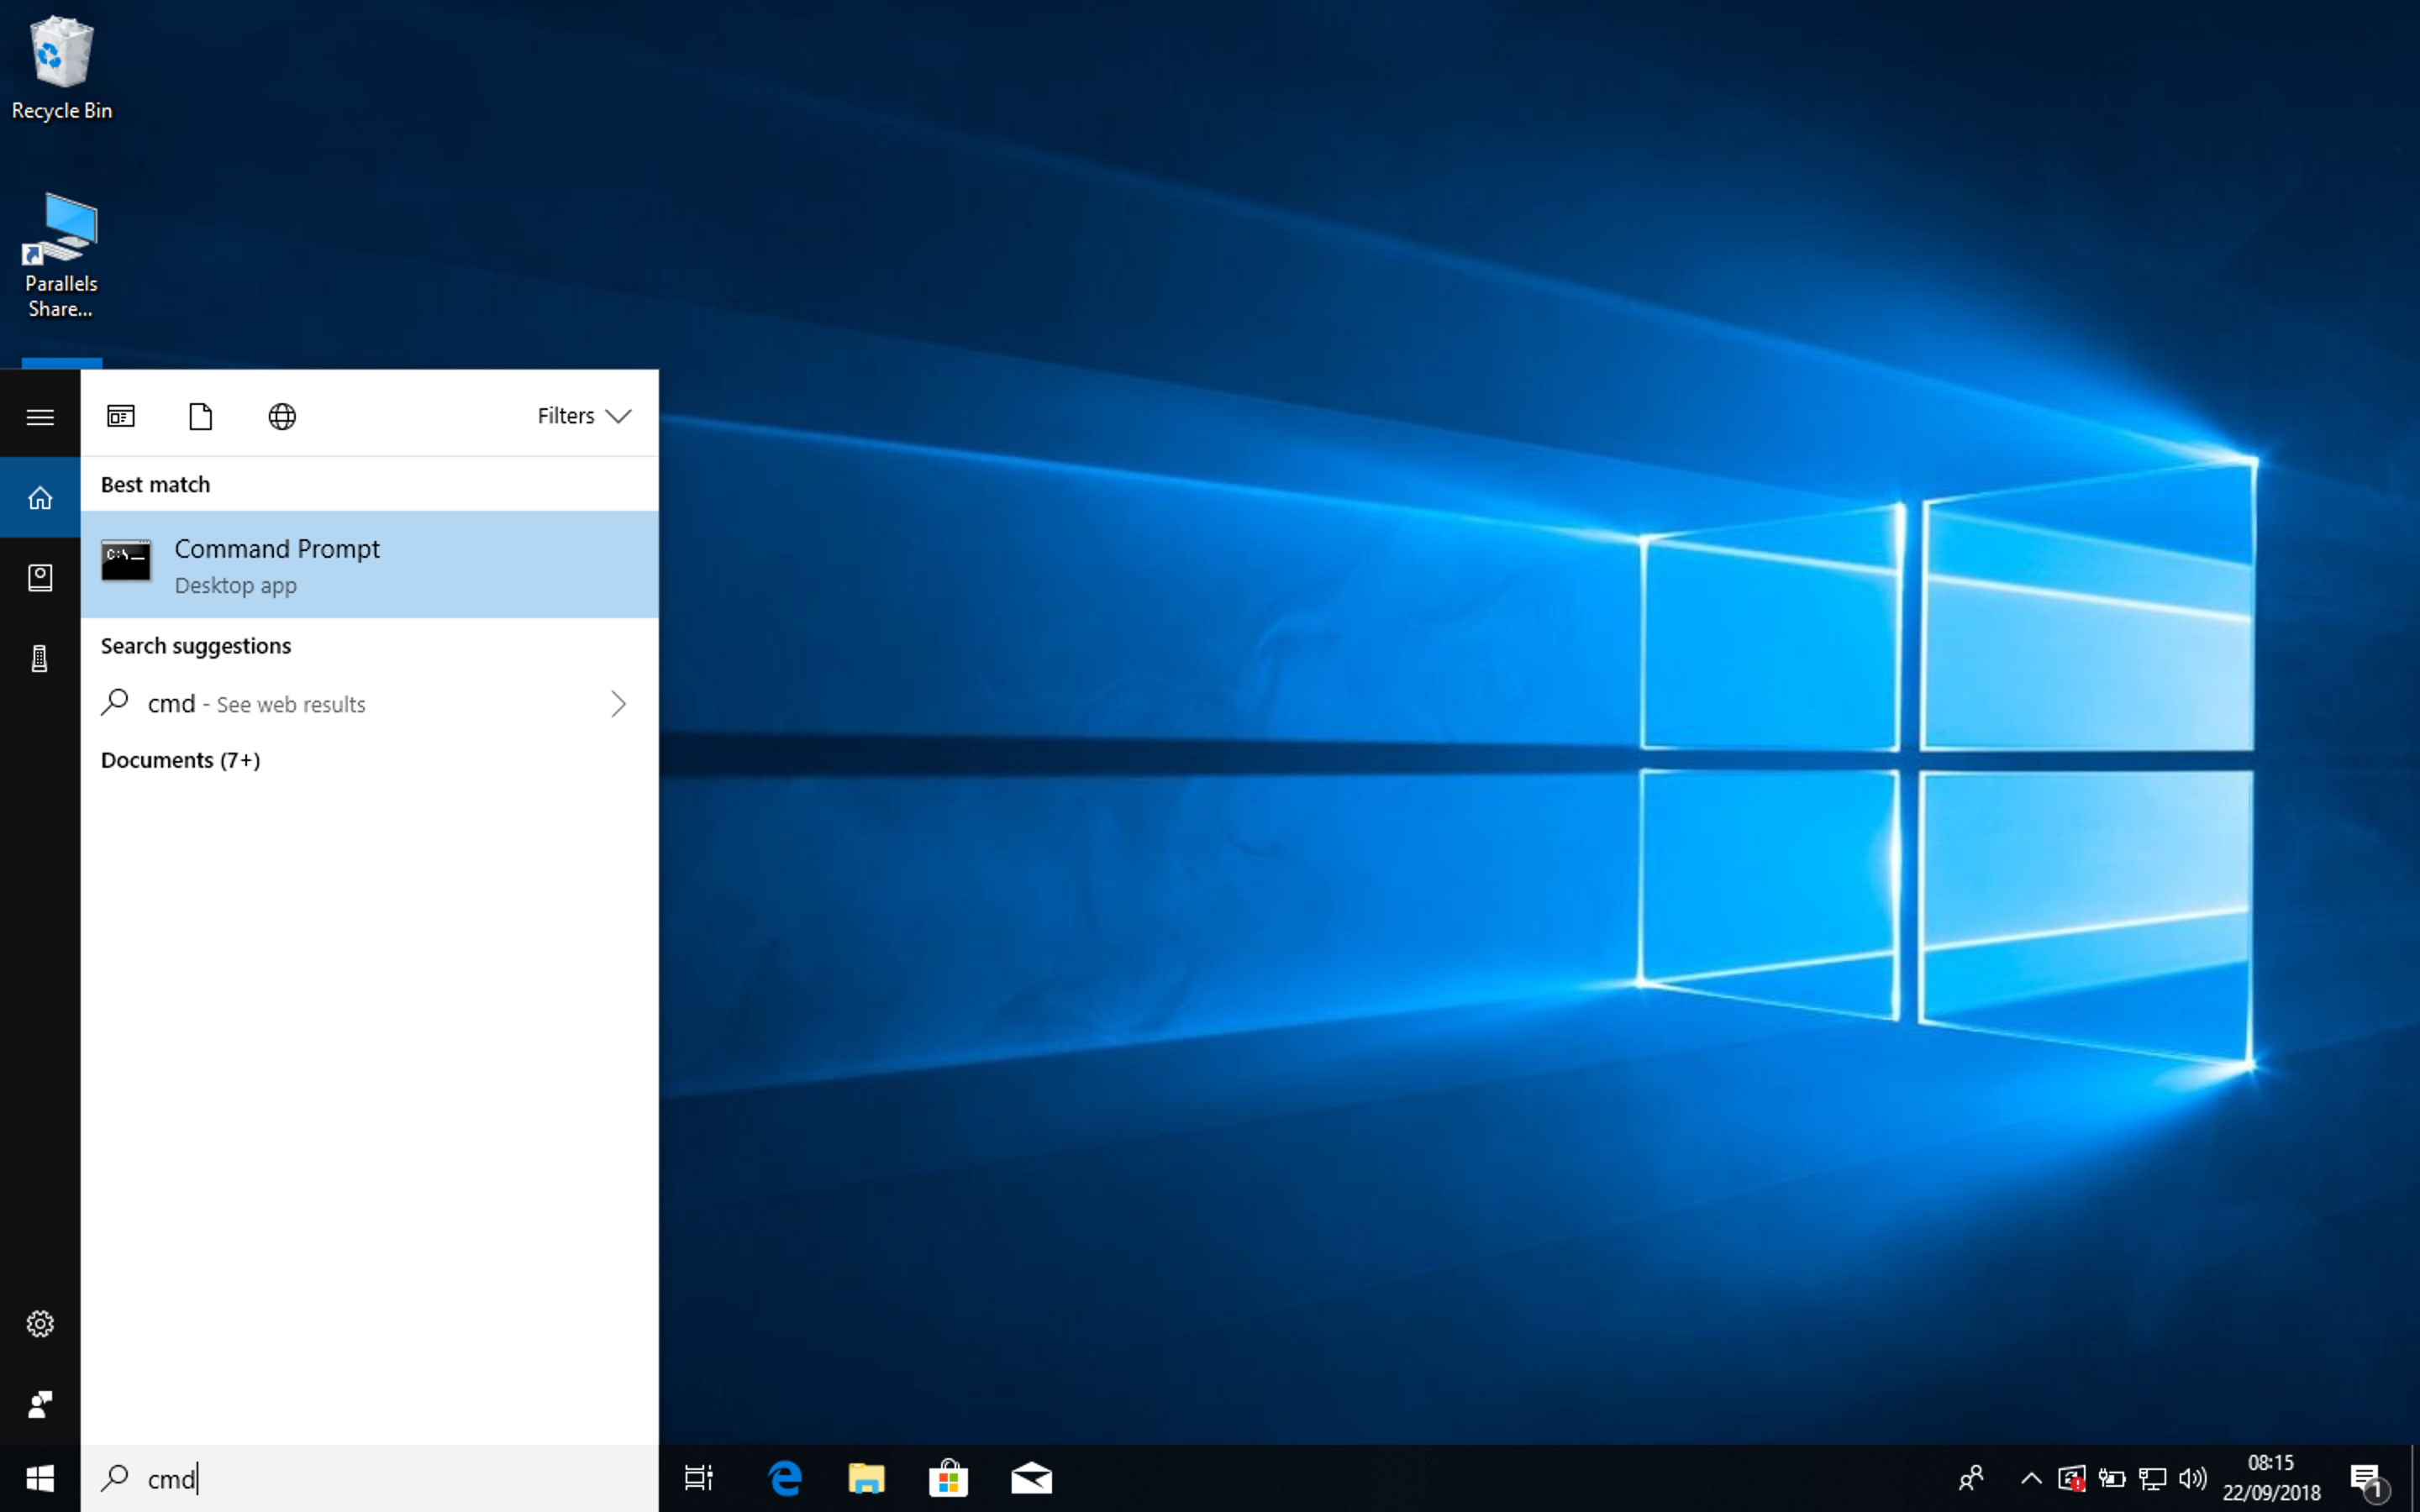 Recycle Bin
Parallels
Share...
Filters
Best match
C:\
Command Prompt
Desktop app
Search suggestions
cmd - See web results
Documents (7+)
cmd
08:15
22/09/2018
1